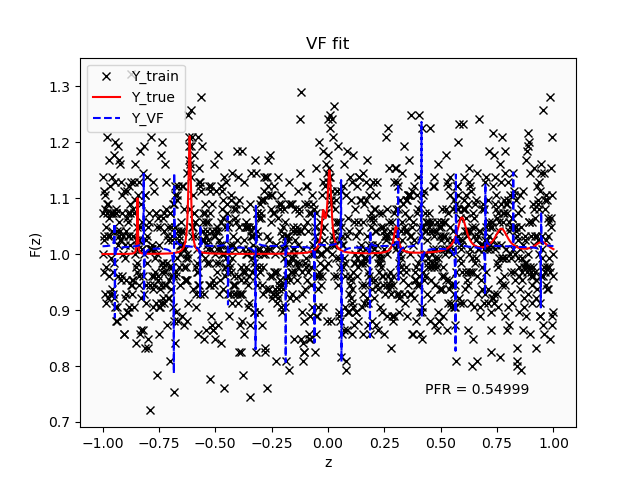 VF fit
Y_train
Y_true
Y_VF
1.3
1.2
1.1
1.0
0.9
0.8
0.7
F(z)
PFR = 0.54999
−1.00 −0.75 −0.50 −0.25 0.00 0.25 0.50 0.75 1.00
z